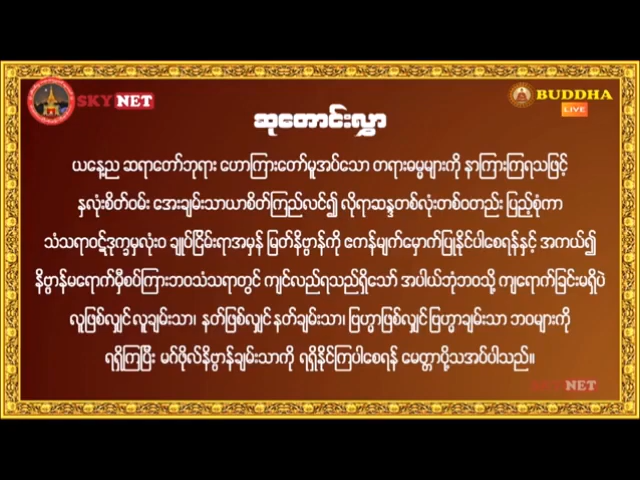 SKYNET
BUDDHA
LIVE
ဆုတောင်းလွှာ
ယနေ့ည ဆရာတော်ဘုရား ဟောကြားတော်မူအပ်သော တရားဓမ္မများကို နာကြားကြရသဖြင့်
နှလုံးစိတ်ဝမ်း အေးချမ်းသာယာစိတ်ကြည်လင်၍ လိုရာဆန္ဒတစ်လုံးတစ်ဝတည်း ပြည့်စုံကာ
သံသရာဝဋ်ဒုက္ခမှလုံးဝ ချုပ်ငြိမ်းရာအမှန် မြတ်နိဗ္ဗာန်ကို ဧကန်မျက်မှောက်ပြုနိုင်ပါစေရန်နှင့် အကယ်၍
နိဗ္ဗာန်မရောက်မှီစပ်ကြားဘဝသံသရာတွင် ကျင်လည်ရသည်ရှိသော် အပါယ်ဘုံဘဝသို့ ကျရောက်ခြင်းမရှိပဲ
လူဖြစ်လျှင် လူချမ်းသာ၊ နတ်ဖြစ်လျှင် နတ်ချမ်းသာ၊ ဗြဟ္မာဖြစ်လျှင် ဗြဟ္မာချမ်းသာ ဘဝများကို
ရရှိကြပြီး မဂ်ဖိုလ်နိဗ္ဗာန်ချမ်းသာကို ရရှိနိုင်ကြပါစေရန် မေတ္တာပို့သအပ်ပါသည်။
SKY NET